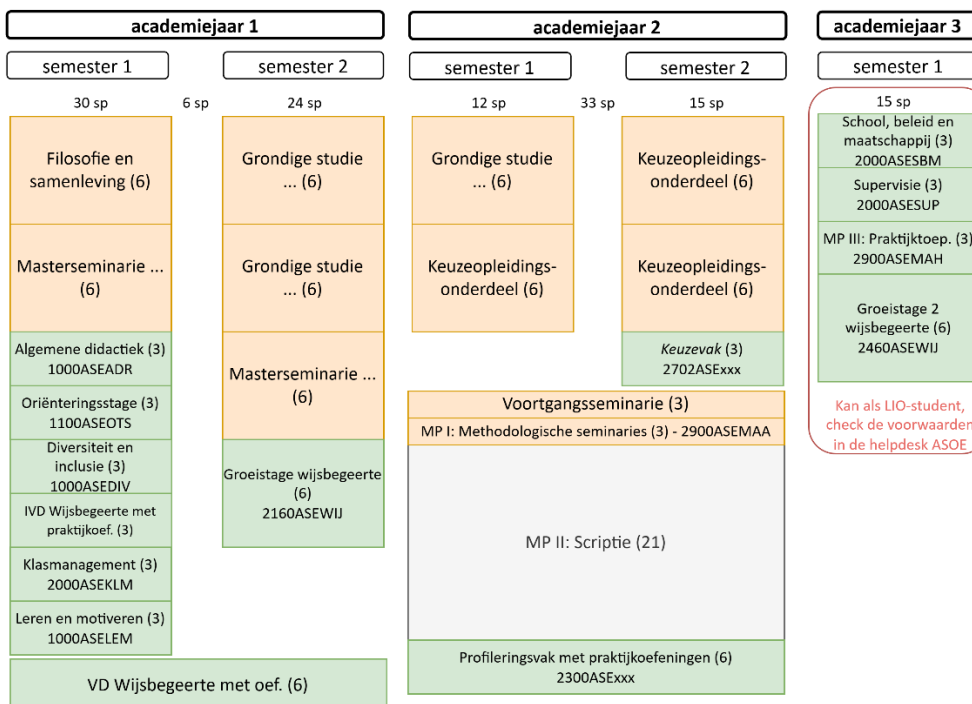 academiejaar 1
academiejaar 2
academiejaar 3
semester 1
semester 2
semester 1
semester 2
semester 1
30 sp
6 sp
24 sp
12 sp
33 sp
15 sp
15 sp
Filosofie en
samenleving (6)
Masterseminarie ...
(6)
Algemene didactiek (3)
1000ASEADR
Oriënteringsstage (3)
1100ASEOTS
Diversiteit en
inclusie (3)
1000ASEDIV
IVD Wijsbegeerte met
praktijkoef. (3)
Klasmanagement (3)
2000ASEKLM
Leren en motiveren (3)
1000ASELEM
VD Wijsbegeerte met oef. (6)
Grondige studie
... (6)
Grondige studie
... (6)
Masterseminarie ...
(6)
Groeistage wijsbegeerte
(6)
2160ASEWIJ
Grondige studie
... (6)
Keuzeopleidings-
onderdeel (6)
Keuzeopleidings-
onderdeel (6)
Keuzeopleidings-
onderdeel (6)
Keuzevak (3)
2702ASExxx
Voortgangsseminarie (3)
MP I: Methodologische seminaries (3) - 2900ASEMAA
MP II: Scriptie (21)
Profileringsvak met praktijkoefeningen (6)
2300ASExxx
School, beleid en
maatschappij (3)
2000ASESBM
Supervisie (3)
2000ASESUP
MP III: Praktijktoep. (3)
2900ASEMAH
Groeistage 2
wijsbegeerte (6)
2460ASEWIJ
Kan als LIO-student,
check de voorwaarden
in de helpdesk ASOE